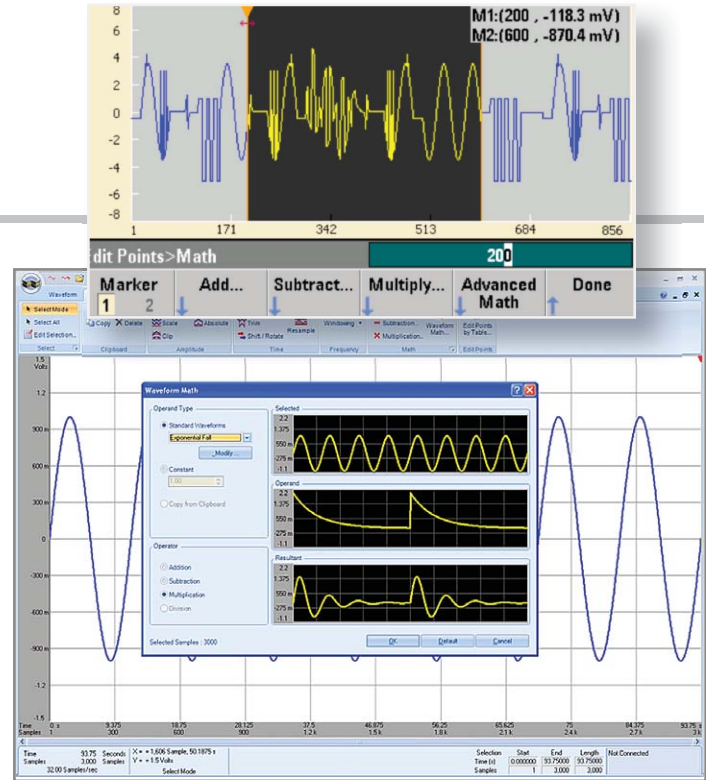 8
M1:(200 , -118.3 mV)
M2:(600 , -870.4 mV)
6
4
2
0
-2
-4
-6
-8
1 171 342 513 684 856
dit Points>Math 200
Marker Add... Subtract... Multiply... Advanced Math Done
1 2
Waveform
Select Mode
Select All
Edit Selection...
Select
Copy Delete
Clipboard
Scale Absolute
Clip
Amplitude
Trim
Shift / Rotate
Resample
Time
Windowing
Frequency
Subtraction...
Multiplication...
Waveform Math...
Math
Edit Points by Table...
Edit Points
1.5
Volts
1.2
900 m
600 m
300 m
0
-300 m
-600 m
-900 m
-1.2
-1.5
Waveform Math
Operand Type
Standard Waveforms
Exponential Fall
Modify ...
Constant
1.00
Copy from Clipboard
Operator
Addition
Subtraction
Multiplication
Division
Selected Samples : 3000
Selected
2.2
1.375
550 m
-275 m
-1.1
Operand
2.2
1.375
550 m
-275 m
-1.1
Resultant
2.2
1.375
550 m
-275 m
-1.1
OK Default Cancel
Time 0 s 9.375 18.75 28.125 37.5 46.875 56.25 65.625 75 84.375 93.75 s
Samples 1 300 600 900 1.2 k 1.5 k 1.8 k 2.1 k 2.4 k 2.7 k 3 k
Time 93.75 Seconds
Samples 3,000 Samples
32.00 Samples/sec
X = + 1,606 Sample, 50.1875 s
Y = + 1.5 Volts
Select Mode
Selection Start End Length
Time (s) 0.000000 93.75000 93.75000
Samples 1 3,000 3,000
Not Connected